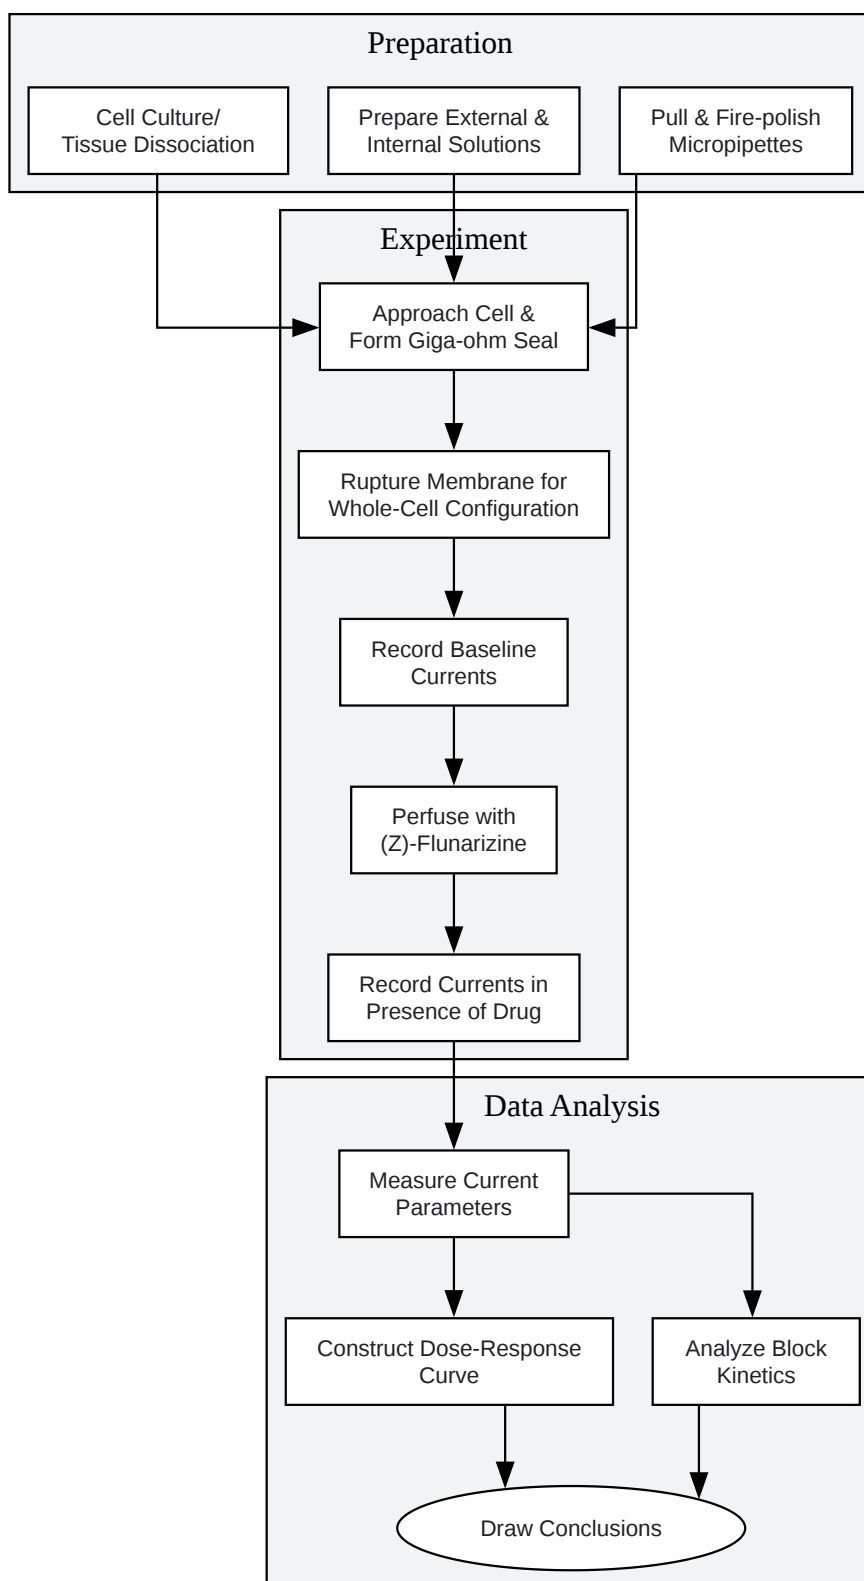 Preparation
Cell Culture/
Tissue Dissociation
Prepare External &
Internal Solutions
Pull & Fire-polish
Micropipettes
Experiment
Approach Cell &
Form Giga-ohm Seal
Rupture Membrane for
Whole-Cell Configuration
Record Baseline
Currents
Perfuse with
(Z)-Flunarizine
Record Currents in
Presence of Drug
Data Analysis
Measure Current
Parameters
Construct Dose-Response
Curve
Analyze Block
Kinetics
Draw Conclusions